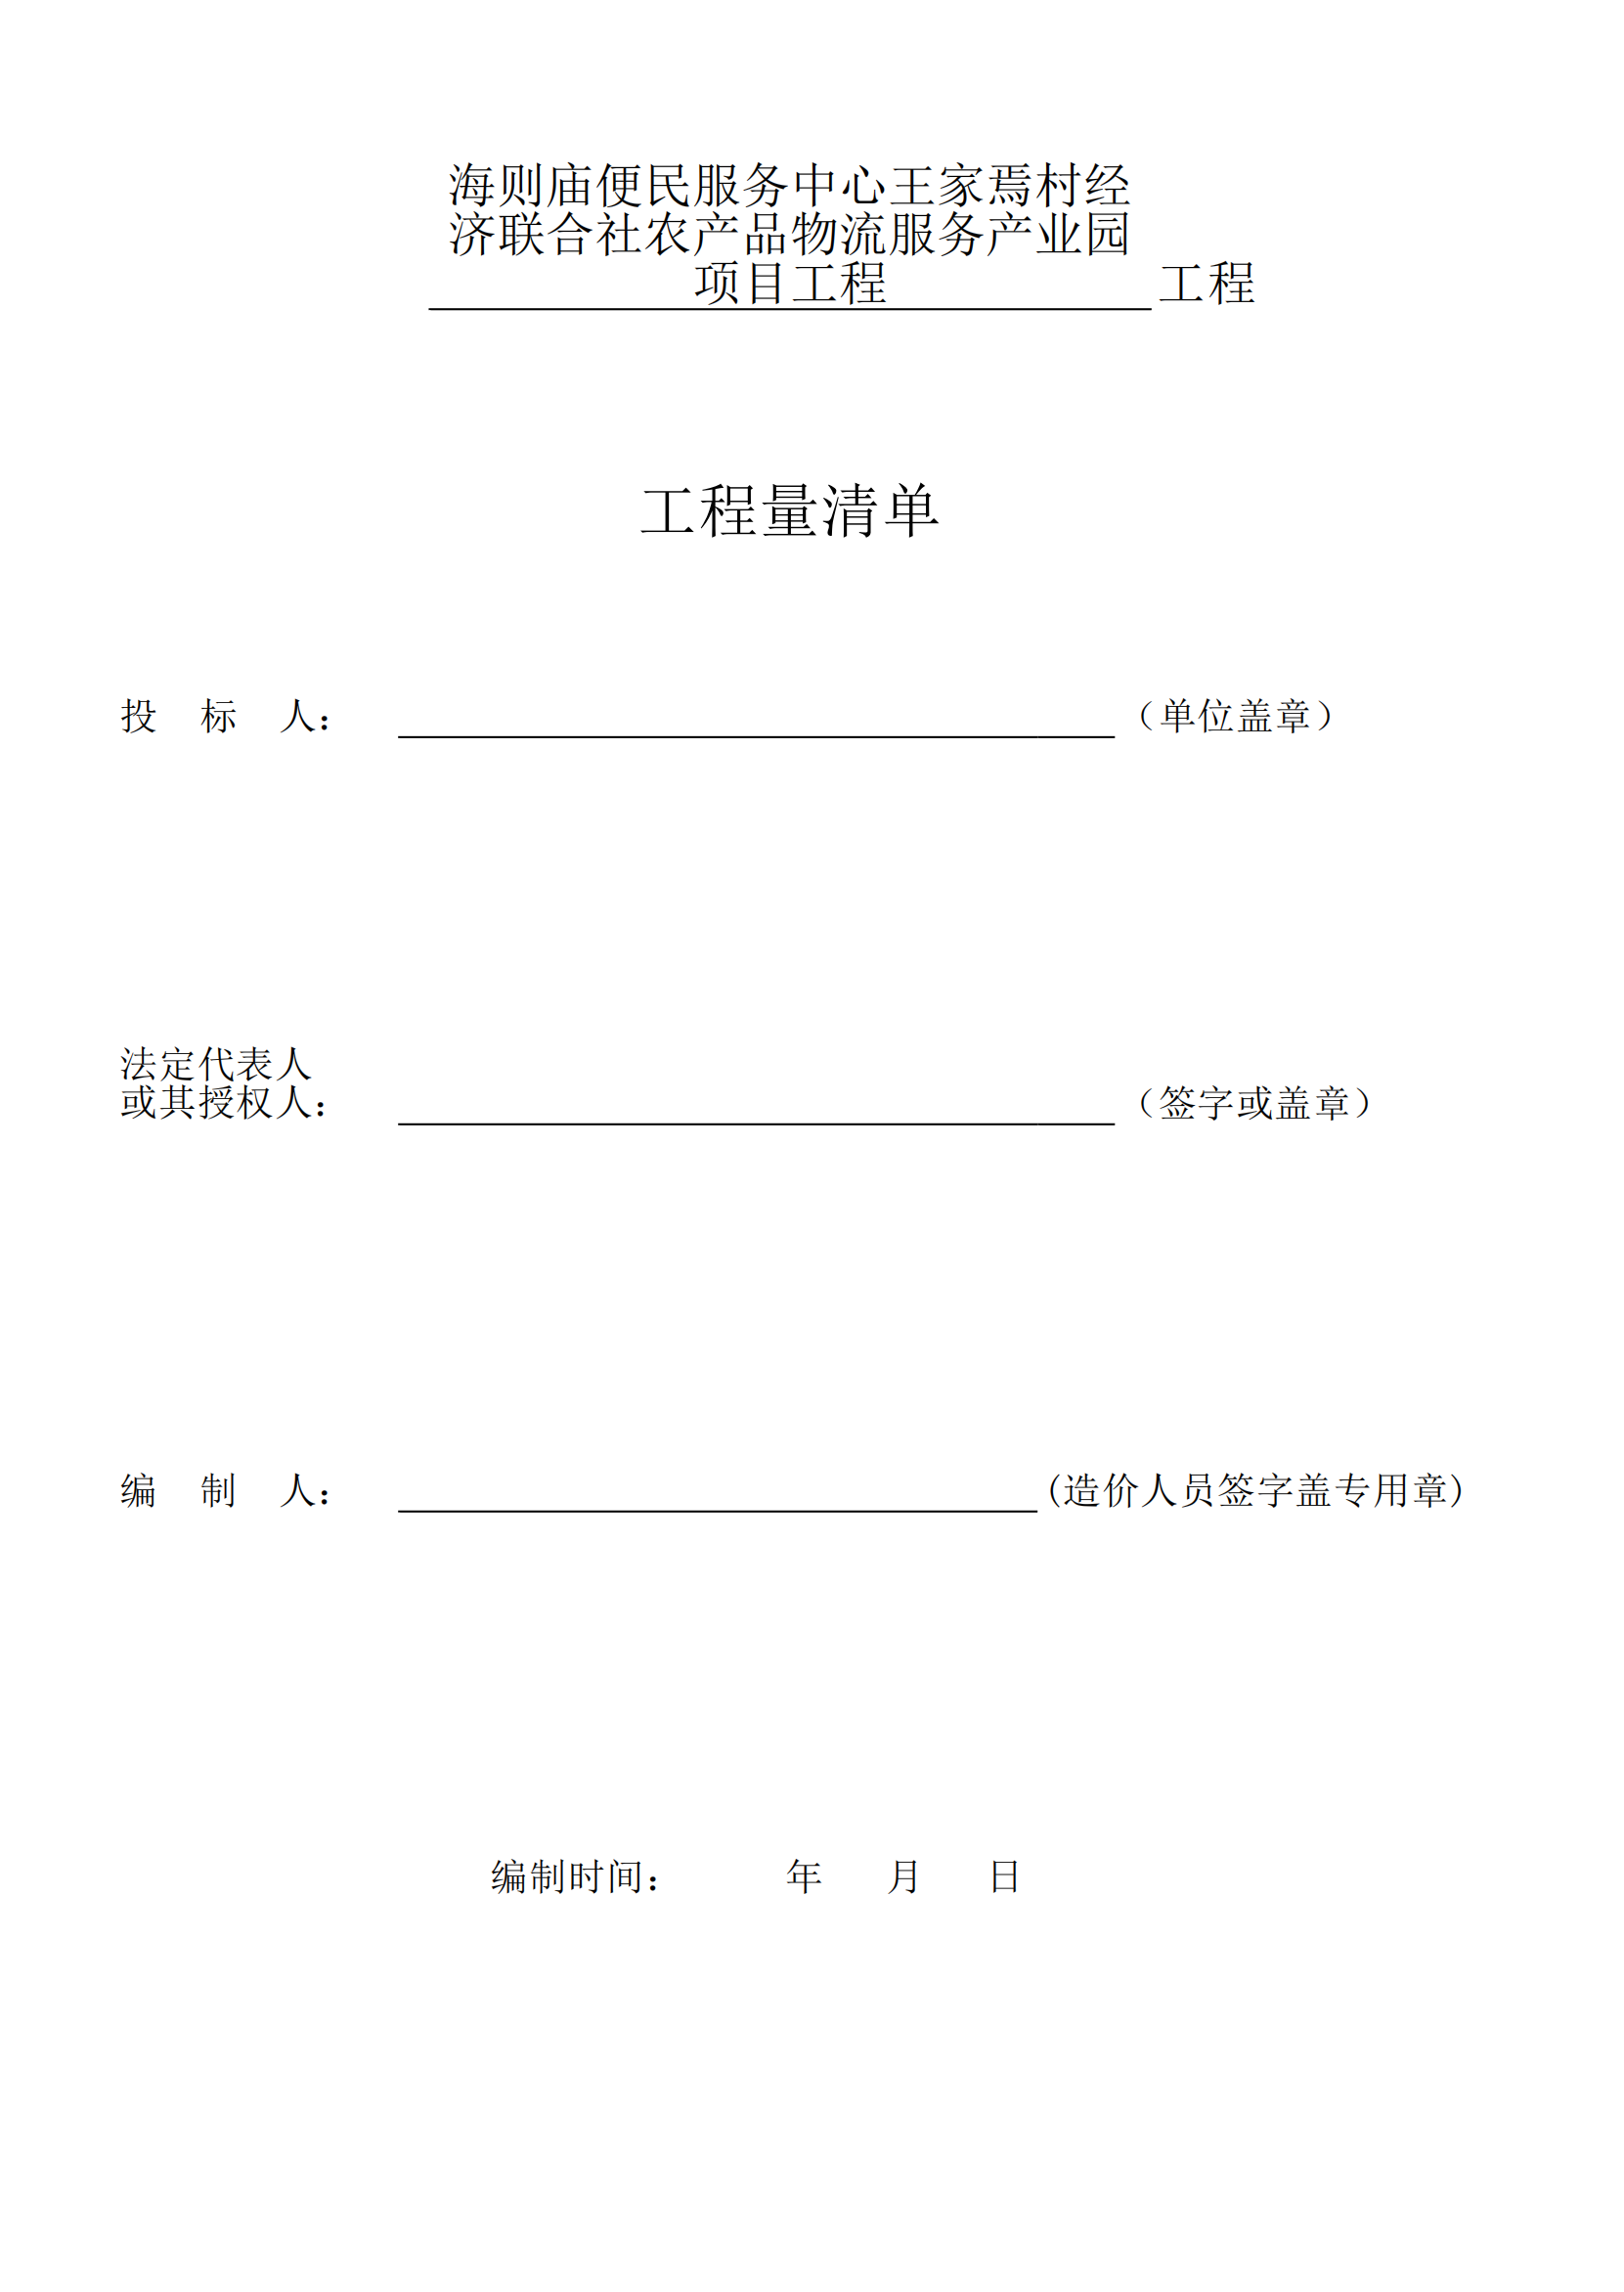 海则庙便民服务中心王家焉村经
济联合社农产品物流服务产业园
项目工程 工程
工程量清单
投 标 人： （单位盖章）
法定代表人
或其授权人： （签字或盖章）
编 制 人： (造价人员签字盖专用章)
编制时间： 年 月 日